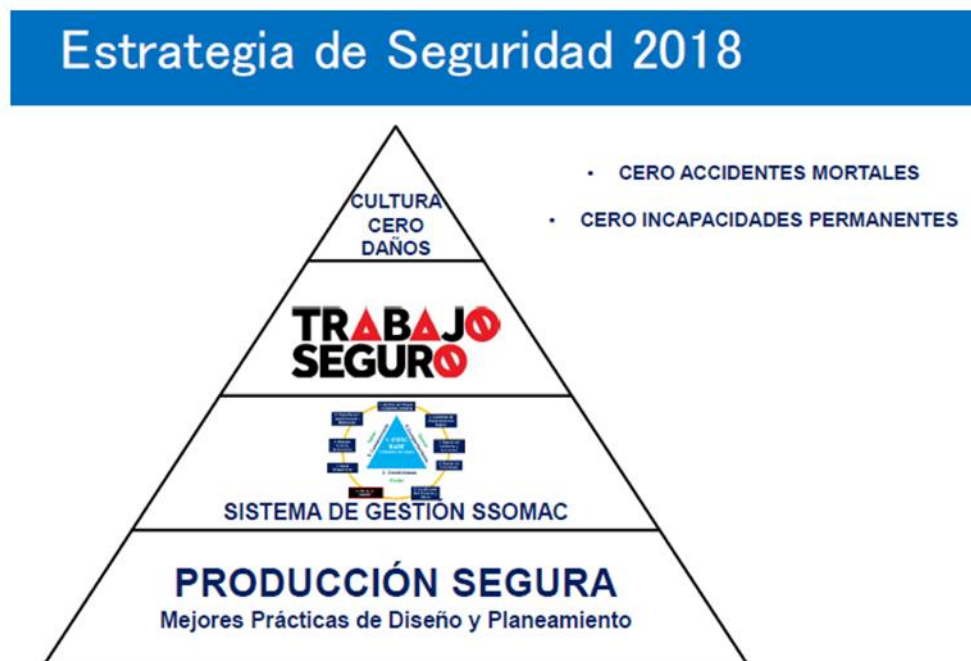 Estrategia de Seguridad 2018
• CERO ACCIDENTES MORTALES
• CERO INCAPACIDADES PERMANENTES
CULTURA
CERO
DAÑOS
TRABAJO
SEGURO
SISTEMA DE GESTIÓN SSOMAC
PRODUCCIÓN SEGURA
Mejores Prácticas de Diseño y Planeamiento